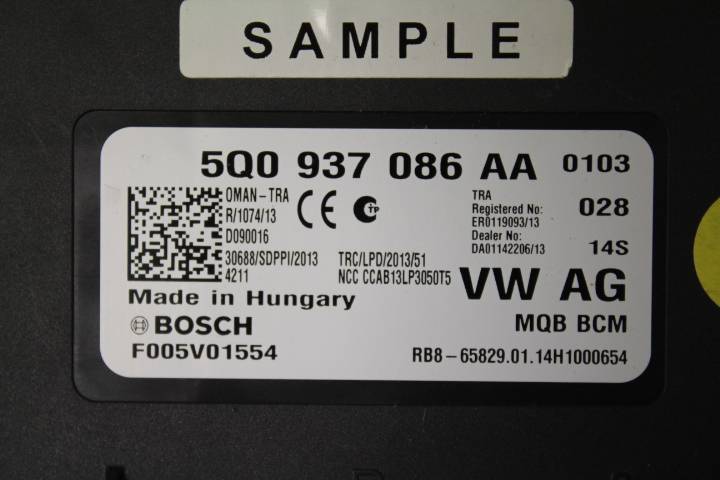 SAMPLE
5Q0 937 086 AA 0103
OMAN-TRA
R/1074/13
D090016
TRA
Registered No:
ER0119093/13
Dealer No:
DA01142206/13
028
14S
30688/SDPPI/2013
4211
TRC/LPD/2013/51
NCC CCAB13LP3050T5
Made in Hungary
VW AG
BOSCH
MQB BCM
F005V01554
RB8-65829.01.14H1000654